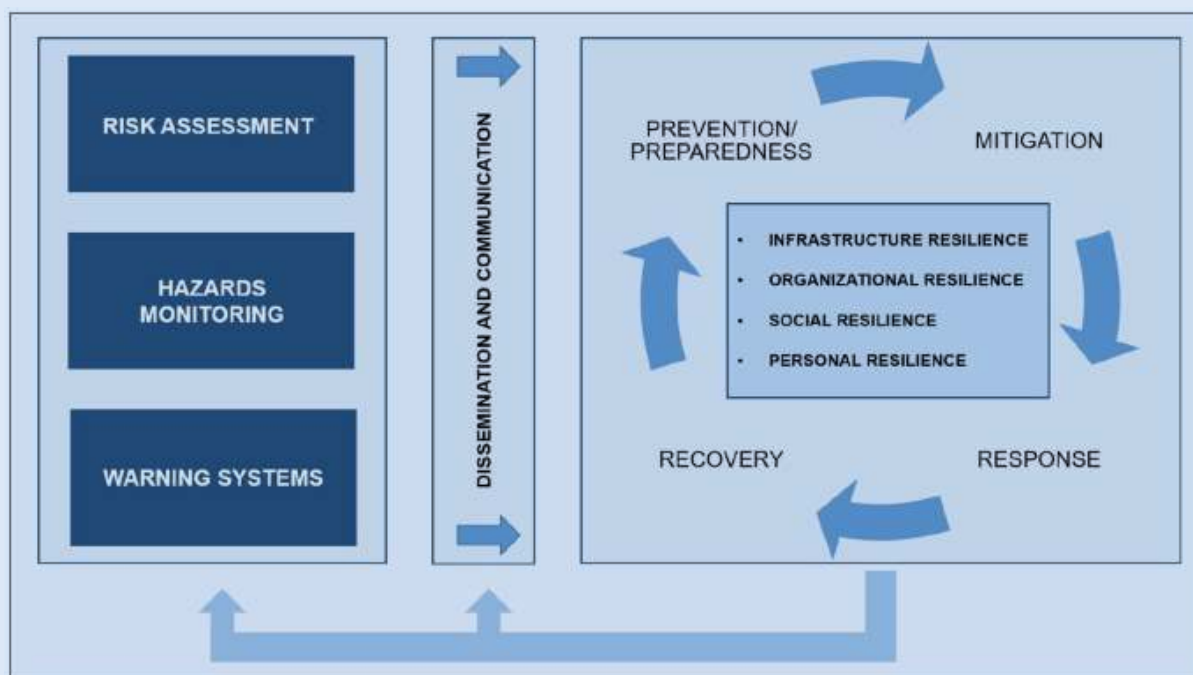 RISK ASSESSMENT
HAZARDS
MONITORING
WARNING SYSTEMS
DISSEMINATION AND COMMUNICATION
PREVENTION/
PREPAREDNESS
MITIGATION
• INFRASTRUCTURE RESILIENCE
• ORGANIZATIONAL RESILIENCE
• SOCIAL RESILIENCE
• PERSONAL RESILIENCE
RECOVERY
RESPONSE